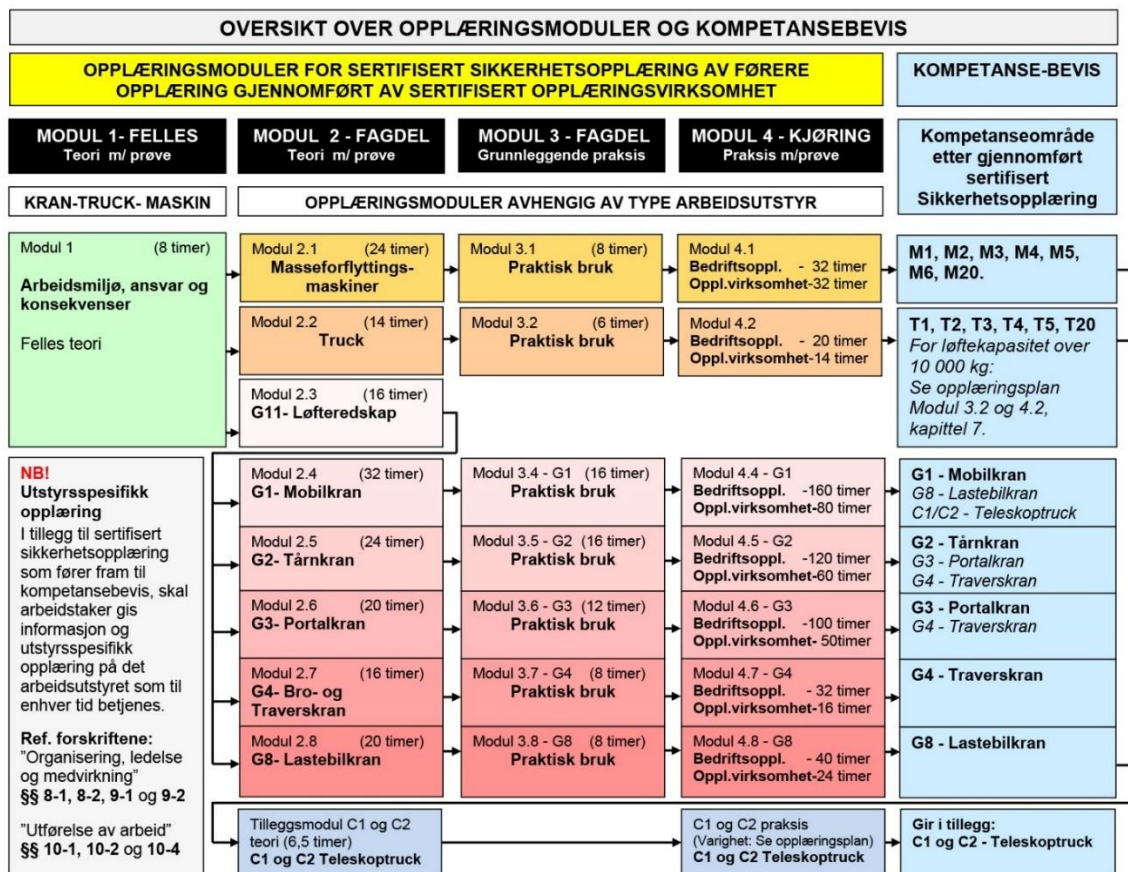 OVERSIKT OVER OPPLÆRINGSMODULER OG KOMPETANSEBEVIS
OPPLÆRINGSMODULER FOR SERTIFISERT SIKKERHETSOPPLÆRING AV FØRERE
OPPLÆRING GJENNOMFØRT AV SERTIFISERT OPPLÆRINGSVIRKSOMHET
KOMPETANSE-BEVIS
MODUL 1- FELLES
Teori m/ prøve
MODUL 2 - FAGDEL
Teori m/ prøve
MODUL 3 - FAGDEL
Grunnleggende praksis
MODUL 4 - KJØRING
Praksis m/prøve
Kompetanseområde
etter gjennomført
sertifisert
Sikkerhetsopplæring
KRAN-TRUCK- MASKIN
OPPLÆRINGSMODULER AVHENGIG AV TYPE ARBEIDSUTSTYR
Modul 1 (8 timer)
Arbeidsmiljø, ansvar og
konsekvenser
Felles teori
Modul 2.1 (24 timer)
Masseforflyttings-
maskiner
Modul 3.1 (8 timer)
Praktisk bruk
Modul 4.1
Bedriftsoppl. - 32 timer
Oppl.virksomhet-32 timer
M1, M2, M3, M4, M5,
M6, M20.
Modul 2.2 (14 timer)
Truck
Modul 3.2 (6 timer)
Praktisk bruk
Modul 4.2
Bedriftsoppl. - 20 timer
Oppl.virksomhet-14 timer
T1, T2, T3, T4, T5, T20
For løftekapasitet over
10 000 kg:
Se opplæringsplan
Modul 3.2 og 4.2,
kapittel 7.
Modul 2.3 (16 timer)
G11- Løfteredskap
NB!
Utstyrsspesifikk
opplæring
I tillegg til sertifisert
sikkerhetsopplæring
som fører fram til
kompetansebevis, skal
arbeidstaker gis
informasjon og
utstyrsspesifikk
opplæring på det
arbeidsutstyret som til
enhver tid betjenes.
Ref. forskriftene:
"Organisering, ledelse
og medvirkning"
§§ 8-1, 8-2, 9-1 og 9-2
"Utførelse av arbeid"
§§ 10-1, 10-2 og 10-4
Modul 2.4 (32 timer)
G1- Mobilkran
Modul 3.4 - G1 (16 timer)
Praktisk bruk
Modul 4.4 - G1
Bedriftsoppl. -160 timer
Oppl.virksomhet-80 timer
G1 - Mobilkran
G8 - Lastebilkran
C1/C2 - Teleskoptruck
Modul 2.5 (24 timer)
G2- Tårnkran
Modul 3.5 - G2 (16 timer)
Praktisk bruk
Modul 4.5 - G2
Bedriftsoppl. -120 timer
Oppl.virksomhet-60 timer
G2 - Tårnkran
G3 - Portalkran
G4 - Traverskran
Modul 2.6 (20 timer)
G3- Portalkran
Modul 3.6 - G3 (12 timer)
Praktisk bruk
Modul 4.6 - G3
Bedriftsoppl. -100 timer
Oppl.virksomhet- 50timer
G3 - Portalkran
G4 - Traverskran
Modul 2.7 (16 timer)
G4- Bro- og
Traverskran
Modul 3.7 - G4 (8 timer)
Praktisk bruk
Modul 4.7 - G4
Bedriftsoppl. - 32 timer
Oppl.virksomhet-16 timer
G4 - Traverskran
Modul 2.8 (20 timer)
G8- Lastebilkran
Modul 3.8 - G8 (8 timer)
Praktisk bruk
Modul 4.8 - G8
Bedriftsoppl. - 40 timer
Oppl.virksomhet-24 timer
G8 - Lastebilkran
Tilleggsmodul C1 og C2
teori (6,5 timer)
C1 og C2 Teleskoptruck
C1 og C2 praksis
(Varighet: Se opplæringsplan)
C1 og C2 Teleskoptruck
Gir i tillegg:
C1 og C2 - Teleskoptruck